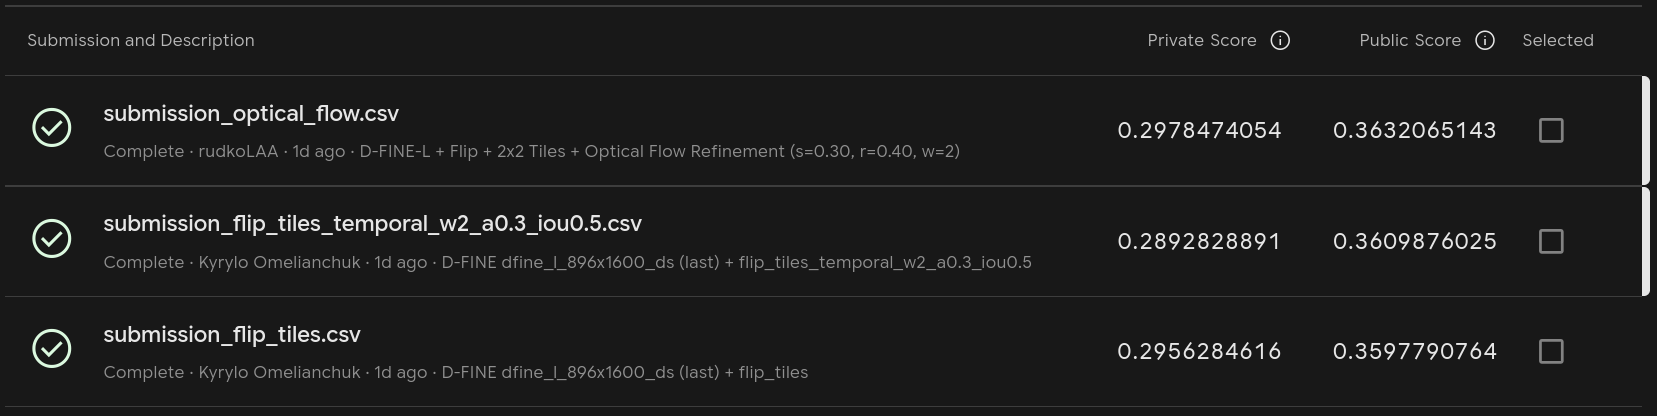 Submission and Description Private Score Public Score Selected
submission_optical_flow.csv 0.2978474054 0.3632065143
Complete · rudkoLAA · 1d ago · D-FINE-L + Flip + 2x2 Tiles + Optical Flow Refinement (s=0.30, r=0.40, w=2)
submission_flip_tiles_temporal_w2_a0.3_iou0.5.csv 0.2892828891 0.3609876025
Complete · Kyrylo Omelianchuk · 1d ago · D-FINE dfine_l_896x1600_ds (last) + flip_tiles_temporal_w2_a0.3_iou0.5
submission_flip_tiles.csv 0.2956284616 0.3597790764
Complete · Kyrylo Omelianchuk · 1d ago · D-FINE dfine_l_896x1600_ds (last) + flip_tiles